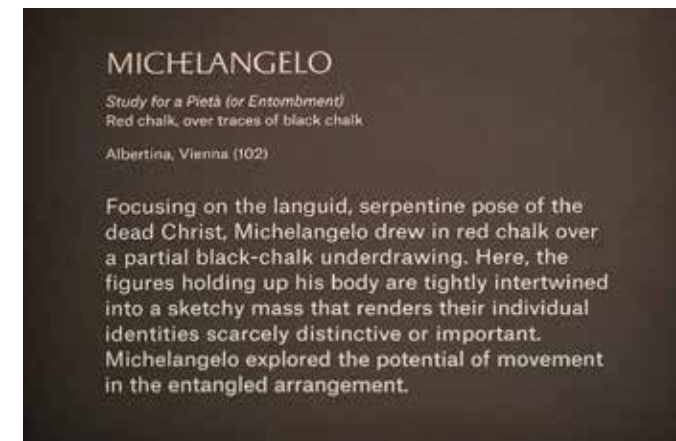 MICHELANGELO
Study for a Pietà (or Entombment)
Red chalk, over traces of black chalk
Albertina, Vienna (102)
Focusing on the languid, serpentine pose of the
dead Christ, Michelangelo drew in red chalk over
a partial black-chalk underdrawing. Here, the
figures holding up his body are tightly intertwined
into a sketchy mass that renders their individual
identities scarcely distinctive or important.
Michelangelo explored the potential of movement
in the entangled arrangement.